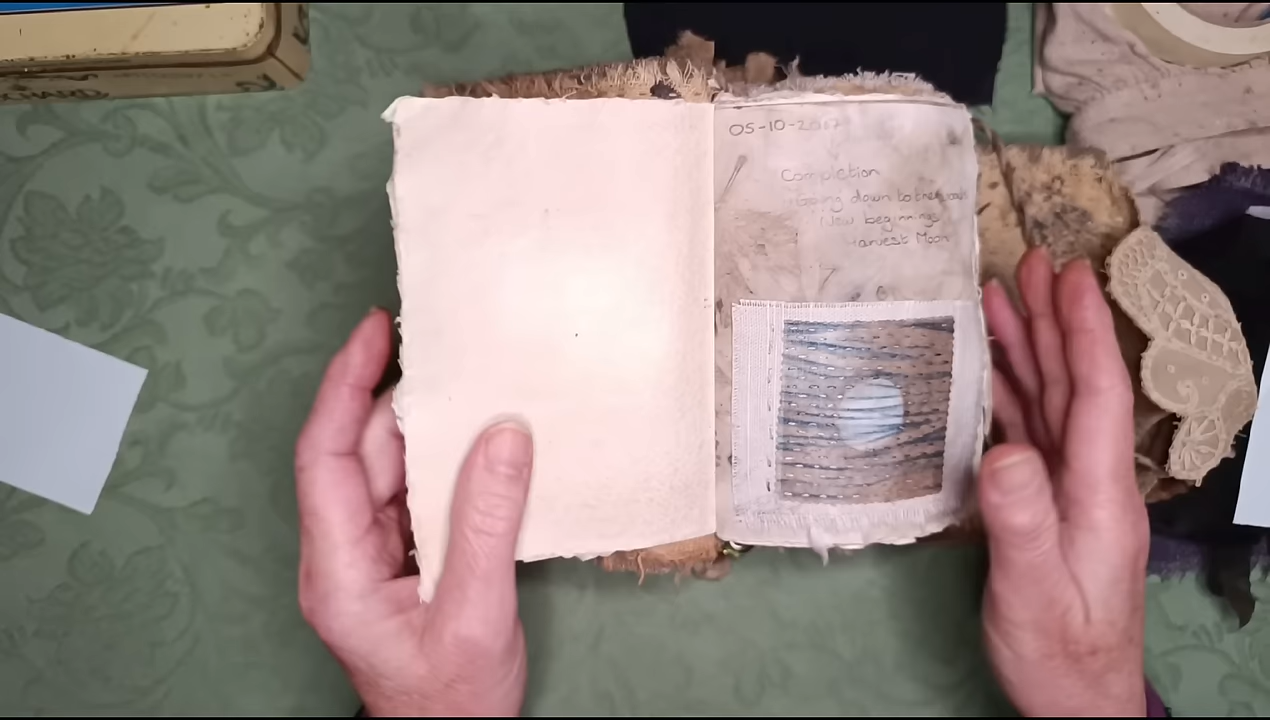 05-10-2017
Completion
Going down to the woods
New beginnings
Harvest Moon